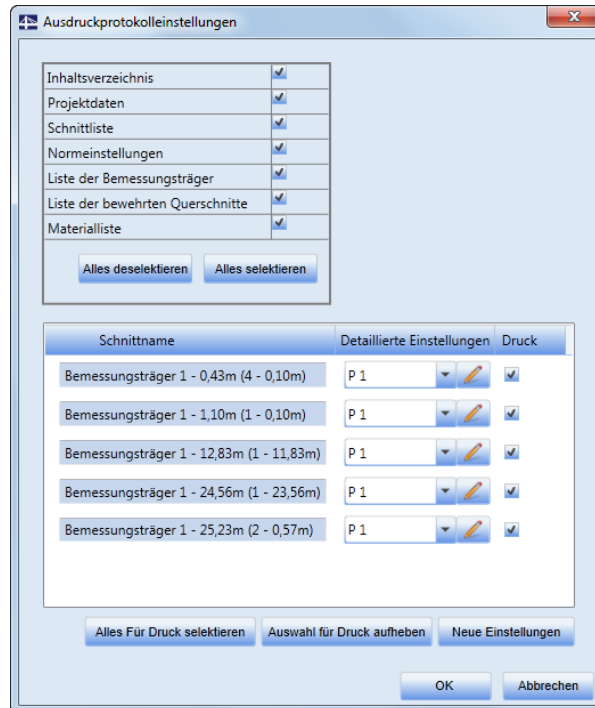 Ausdruckprotokolleinstellungen
Inhaltsverzeichnis
Projektdaten
Schnittliste
Normeinstellungen
Liste der Bemessungsträger
Liste der bewehrten Querschnitte
Materialliste
Alles deselektieren Alles selektieren
Schnittname Detaillierte Einstellungen Druck
Bemessungsträger 1 - 0,43m (4 - 0,10m) P 1
Bemessungsträger 1 - 1,10m (1 - 0,10m) P 1
Bemessungsträger 1 - 12,83m (1 - 11,83m) P 1
Bemessungsträger 1 - 24,56m (1 - 23,56m) P 1
Bemessungsträger 1 - 25,23m (2 - 0,57m) P 1
Alles Für Druck selektieren Auswahl für Druck aufheben Neue Einstellungen
OK Abbrechen